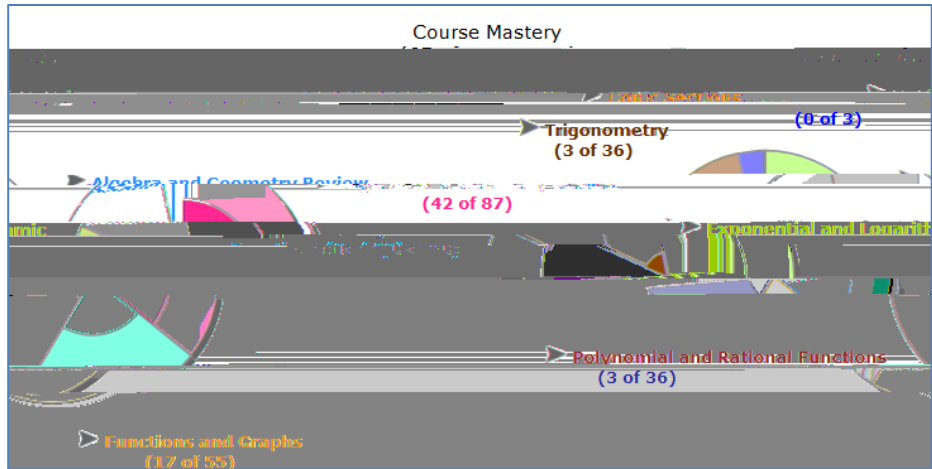 Course Mastery
Conic Sections
(0 of 3)
Trigonometry
(3 of 36)
Algebra and Geometry Review
(42 of 87)
Exponential and Logarith
amic
Polynomial and Rational Functions
(3 of 36)
Functions and Graphs
(17 of 55)